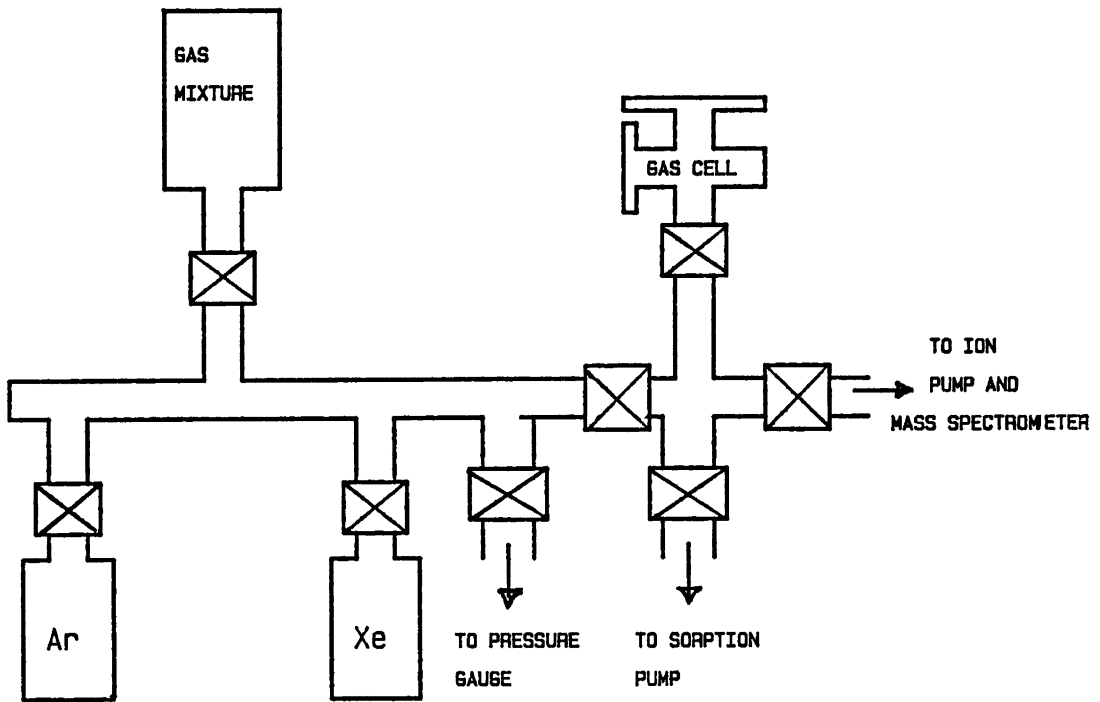 GAS
MIXTURE
GAS CELL
TO ION
PUMP AND
MASS SPECTROMETER
Ar
Xe
TO PRESSURE
GAUGE
TO SORPTION
PUMP